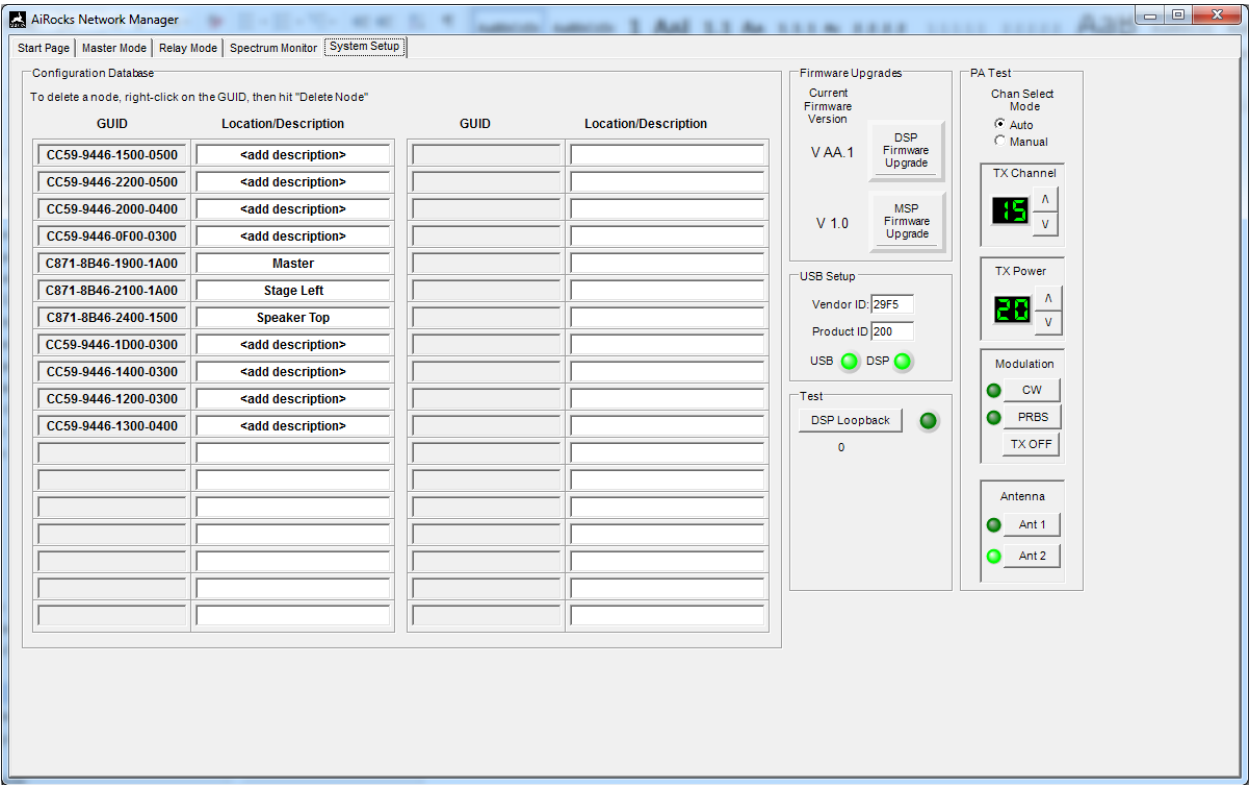 AiRocks Network Manager
Start Page Master Mode Relay Mode Spectrum Monitor System Setup
Configuration Database
To delete a node, right-click on the GUID, then hit "Delete Node"
GUID Location/Description GUID Location/Description
CC59-9446-1500-0500 <add description>
CC59-9446-2200-0500 <add description>
CC59-9446-2000-0400 <add description>
CC59-9446-0F00-0300 <add description>
C871-8B46-1900-1A00 Master
C871-8B46-2100-1A00 Stage Left
C871-8B46-2400-1500 Speaker Top
CC59-9446-1D00-0300 <add description>
CC59-9446-1400-0300 <add description>
CC59-9446-1200-0300 <add description>
CC59-9446-1300-0400 <add description>
Firmware Upgrades
Current
Firmware
Version
V AA.1
DSP
Firmware
Upgrade
V 1.0
MSP
Firmware
Upgrade
USB Setup
Vendor ID: 29F5
Product ID 200
USB DSP
Test
DSP Loopback
0
PA Test
Chan Select
Mode
Auto
Manual
TX Channel
15
Λ
V
TX Power
20
Λ
V
Modulation
CW
PRBS
TX OFF
Antenna
Ant 1
Ant 2